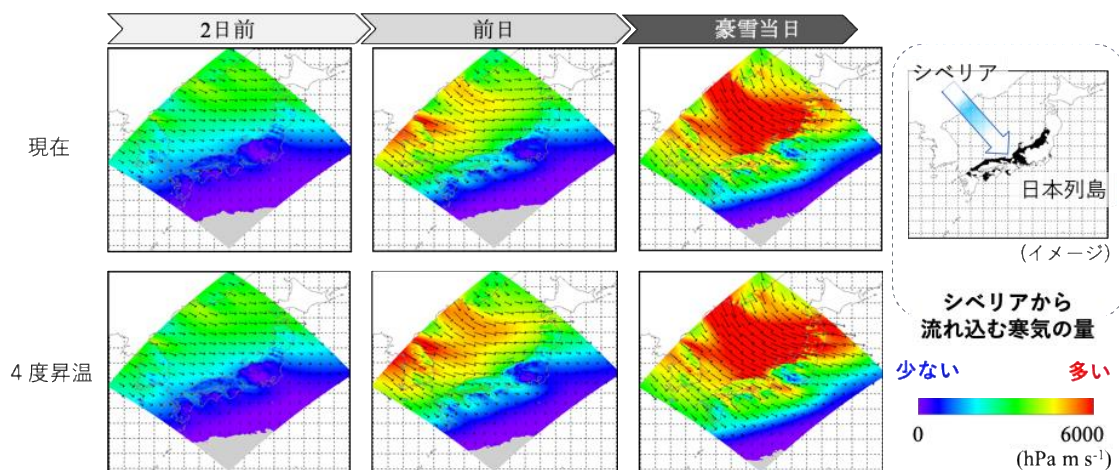 2日前
前日
豪雪当日
現在
4度昇温
シベリア
日本列島
(イメージ)
シベリアから
流れ込む寒気の量
少ない
多い
0
6000
(hPa m s⁻¹)